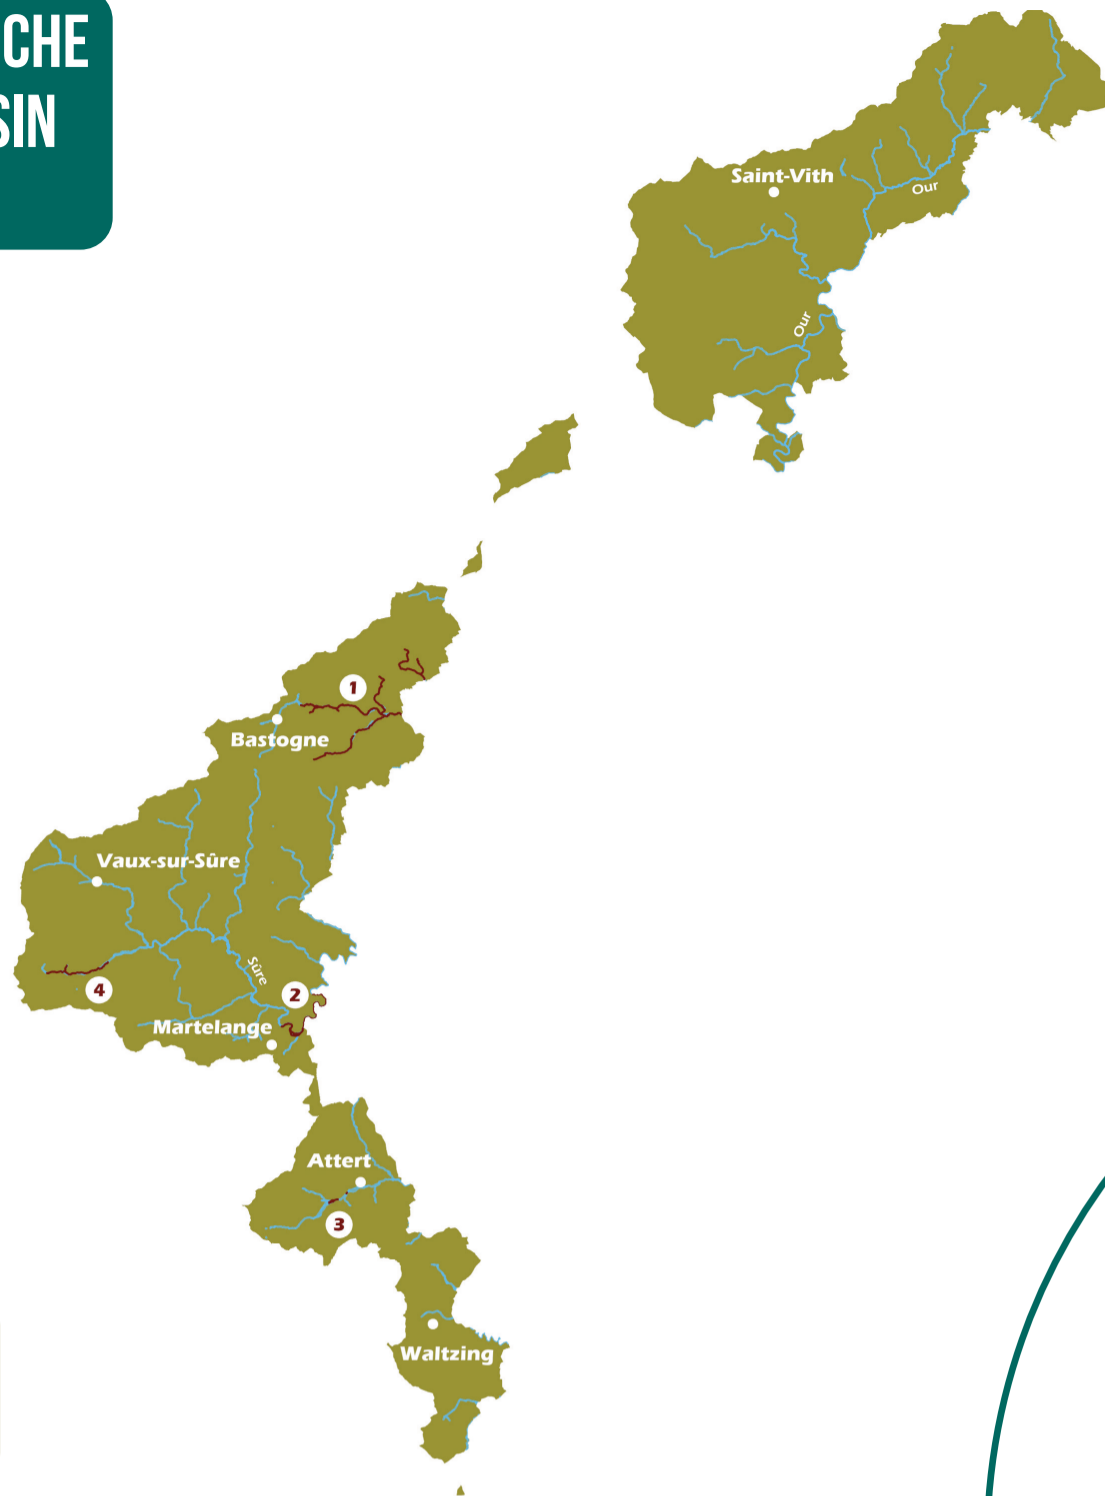 CHE
SIN
Saint-Vith
Our
Our
1
Bastogne
Vaux-sur-Sûre
Sûre
4
2
Martelange
Attert
3
Waltzing